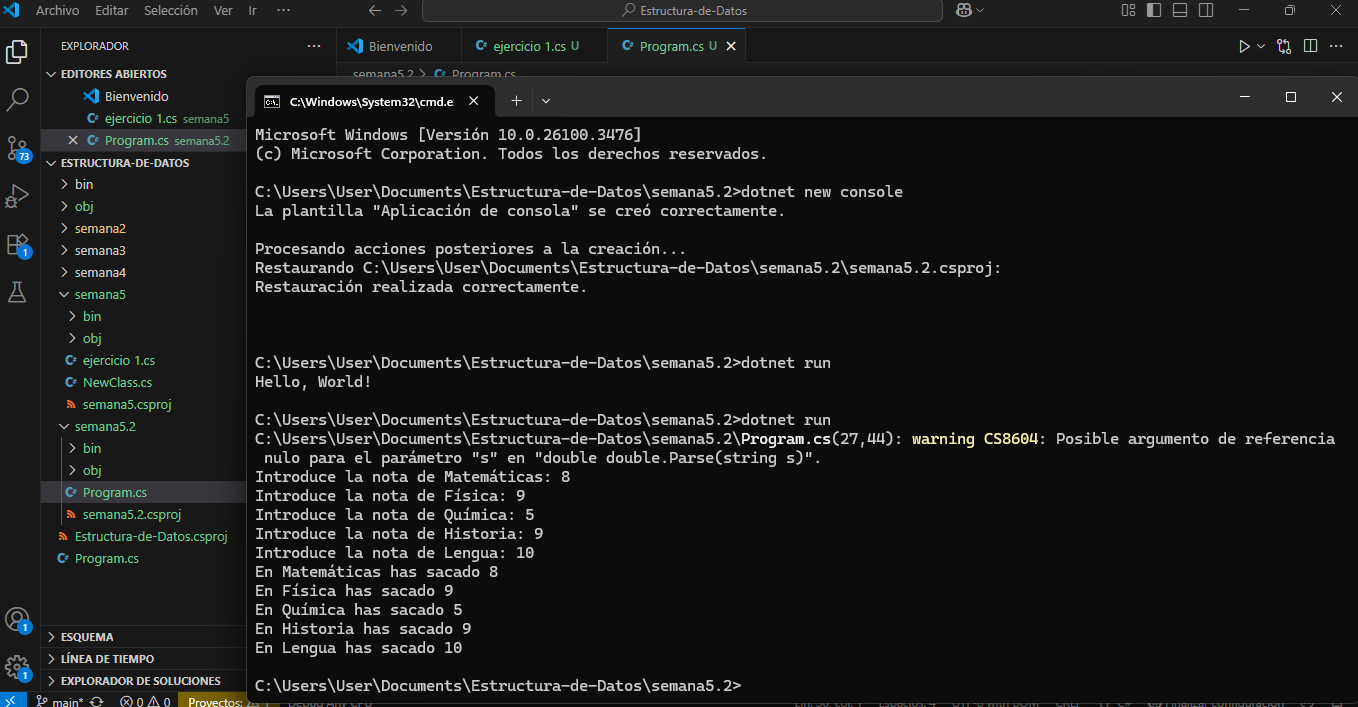 Archivo Editar Selección Ver Ir ··· Estructura-de-Datos
EXPLORADOR ···
Bienvenido ejercicio 1.cs U Program.cs U
semana5.2 > Program.cs
EDITORES ABIERTOS
Bienvenido
ejercicio 1.cs semana5
Program.cs semana5.2
ESTRUCTURA-DE-DATOS
bin
obj
semana2
semana3
semana4
semana5
bin
obj
ejercicio 1.cs
NewClass.cs
semana5.csproj
semana5.2
bin
obj
Program.cs
semana5.2.csproj
Estructura-de-Datos.csproj
Program.cs
ESQUEMA
LÍNEA DE TIEMPO
EXPLORADOR DE SOLUCIONES
73
1
1
1
main* 0 0 Proyectos: 1 Debug Any CPU
C:\Windows\System32\cmd.e
Microsoft Windows [Versión 10.0.26100.3476]
(c) Microsoft Corporation. Todos los derechos reservados.
C:\Users\User\Documents\Estructura-de-Datos\semana5.2>dotnet new console
La plantilla "Aplicación de consola" se creó correctamente.
Procesando acciones posteriores a la creación...
Restaurando C:\Users\User\Documents\Estructura-de-Datos\semana5.2\semana5.2.csproj:
Restauración realizada correctamente.
C:\Users\User\Documents\Estructura-de-Datos\semana5.2>dotnet run
Hello, World!
C:\Users\User\Documents\Estructura-de-Datos\semana5.2>dotnet run
C:\Users\User\Documents\Estructura-de-Datos\semana5.2\Program.cs(27,44): warning CS8604: Posible argumento de referencia
nulo para el parámetro "s" en "double double.Parse(string s)".
Introduce la nota de Matemáticas: 8
Introduce la nota de Física: 9
Introduce la nota de Química: 5
Introduce la nota de Historia: 9
Introduce la nota de Lengua: 10
En Matemáticas has sacado 8
En Física has sacado 9
En Química has sacado 5
En Historia has sacado 9
En Lengua has sacado 10
C:\Users\User\Documents\Estructura-de-Datos\semana5.2>